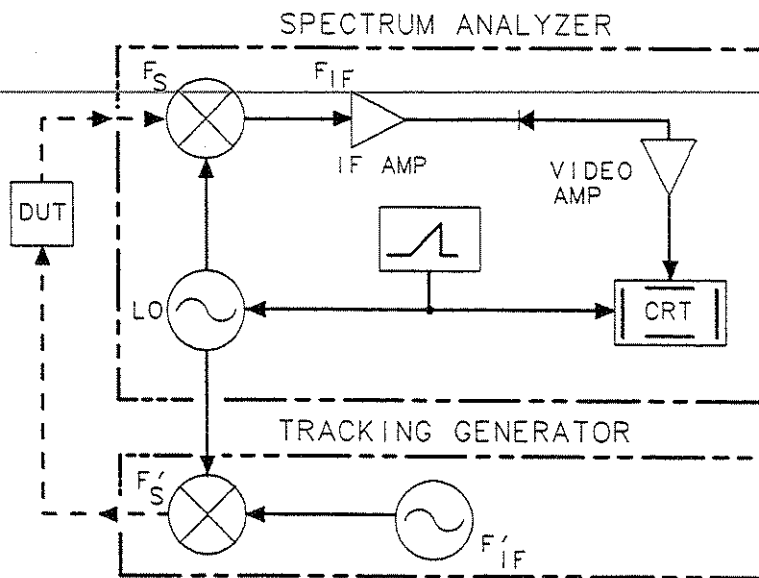 SPECTRUM ANALYZER
FS
FIF
IF AMP
VIDEO
AMP
DUT
LO
CRT
TRACKING GENERATOR
F'S
F'IF